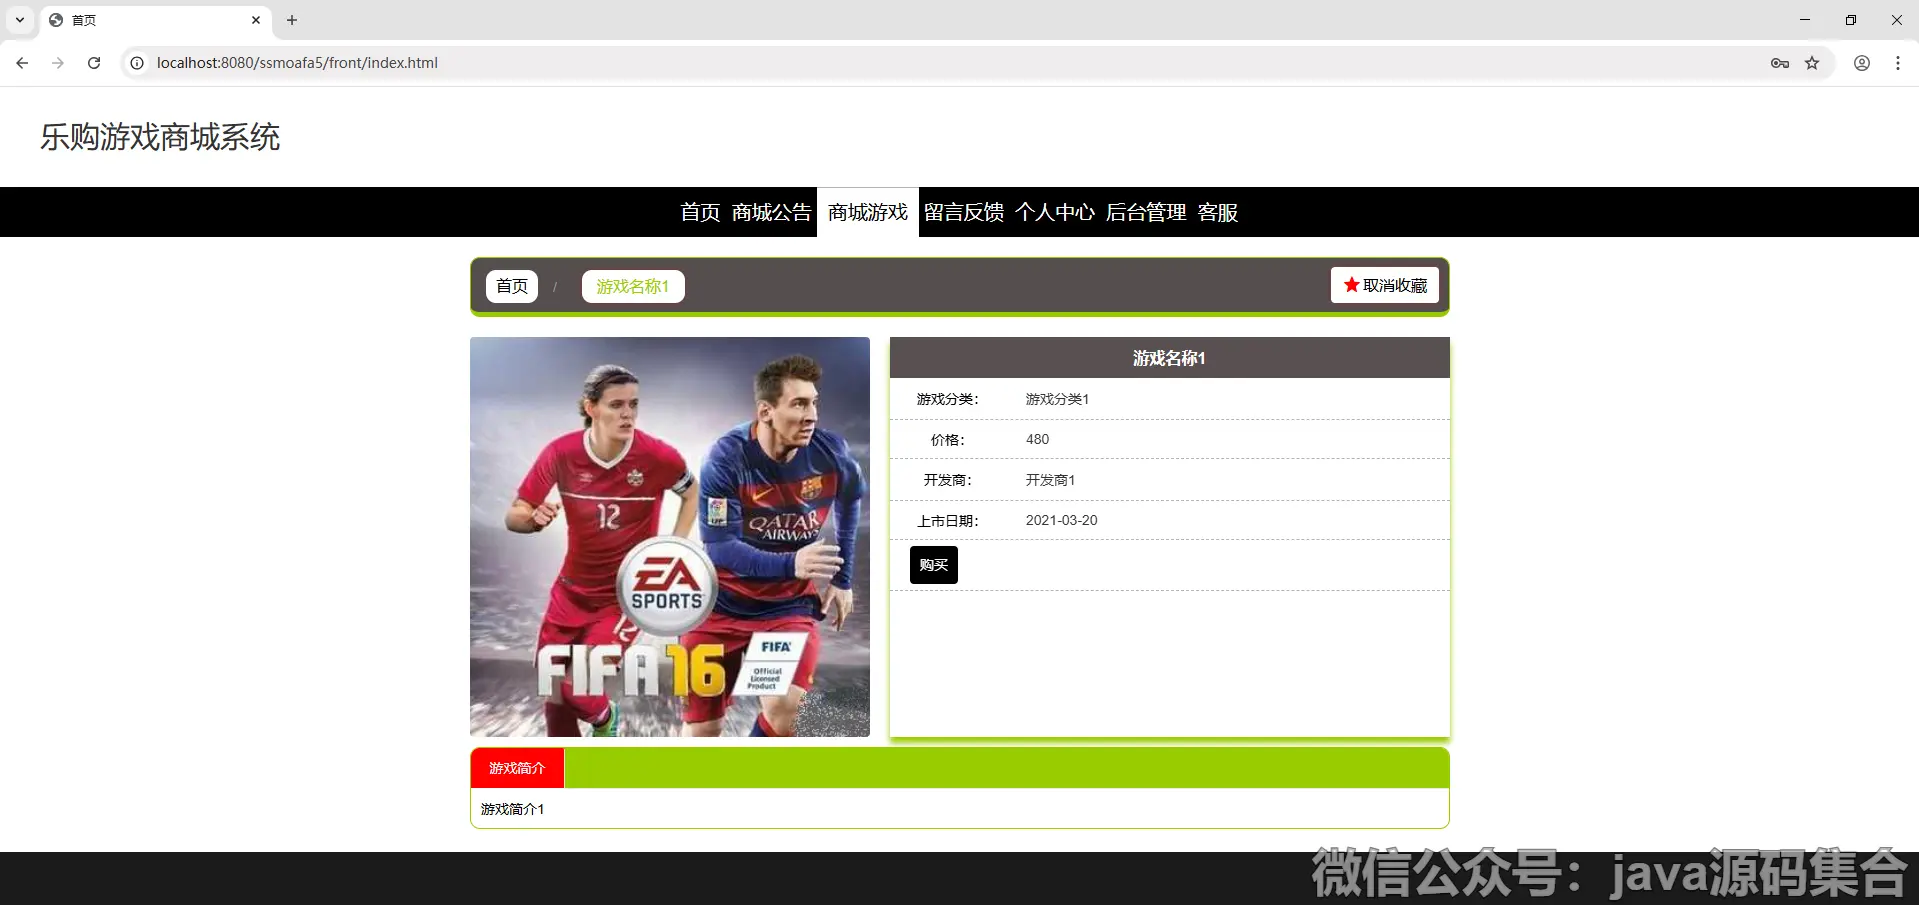 首页
localhost:8080/ssmoafa5/front/index.html
乐购游戏商城系统
首页 商城公告 商城游戏 留言反馈 个人中心 后台管理 客服
首页 / 游戏名称1 取消收藏
12
QATAR
AIRWAYS
EA
SPORTS
12
FIFA 16
FIFA
Official
Licensed
Product
游戏名称1
游戏分类： 游戏分类1
价格： 480
开发商： 开发商1
上市日期： 2021-03-20
购买
游戏简介
游戏简介1
微信公众号：java源码集合